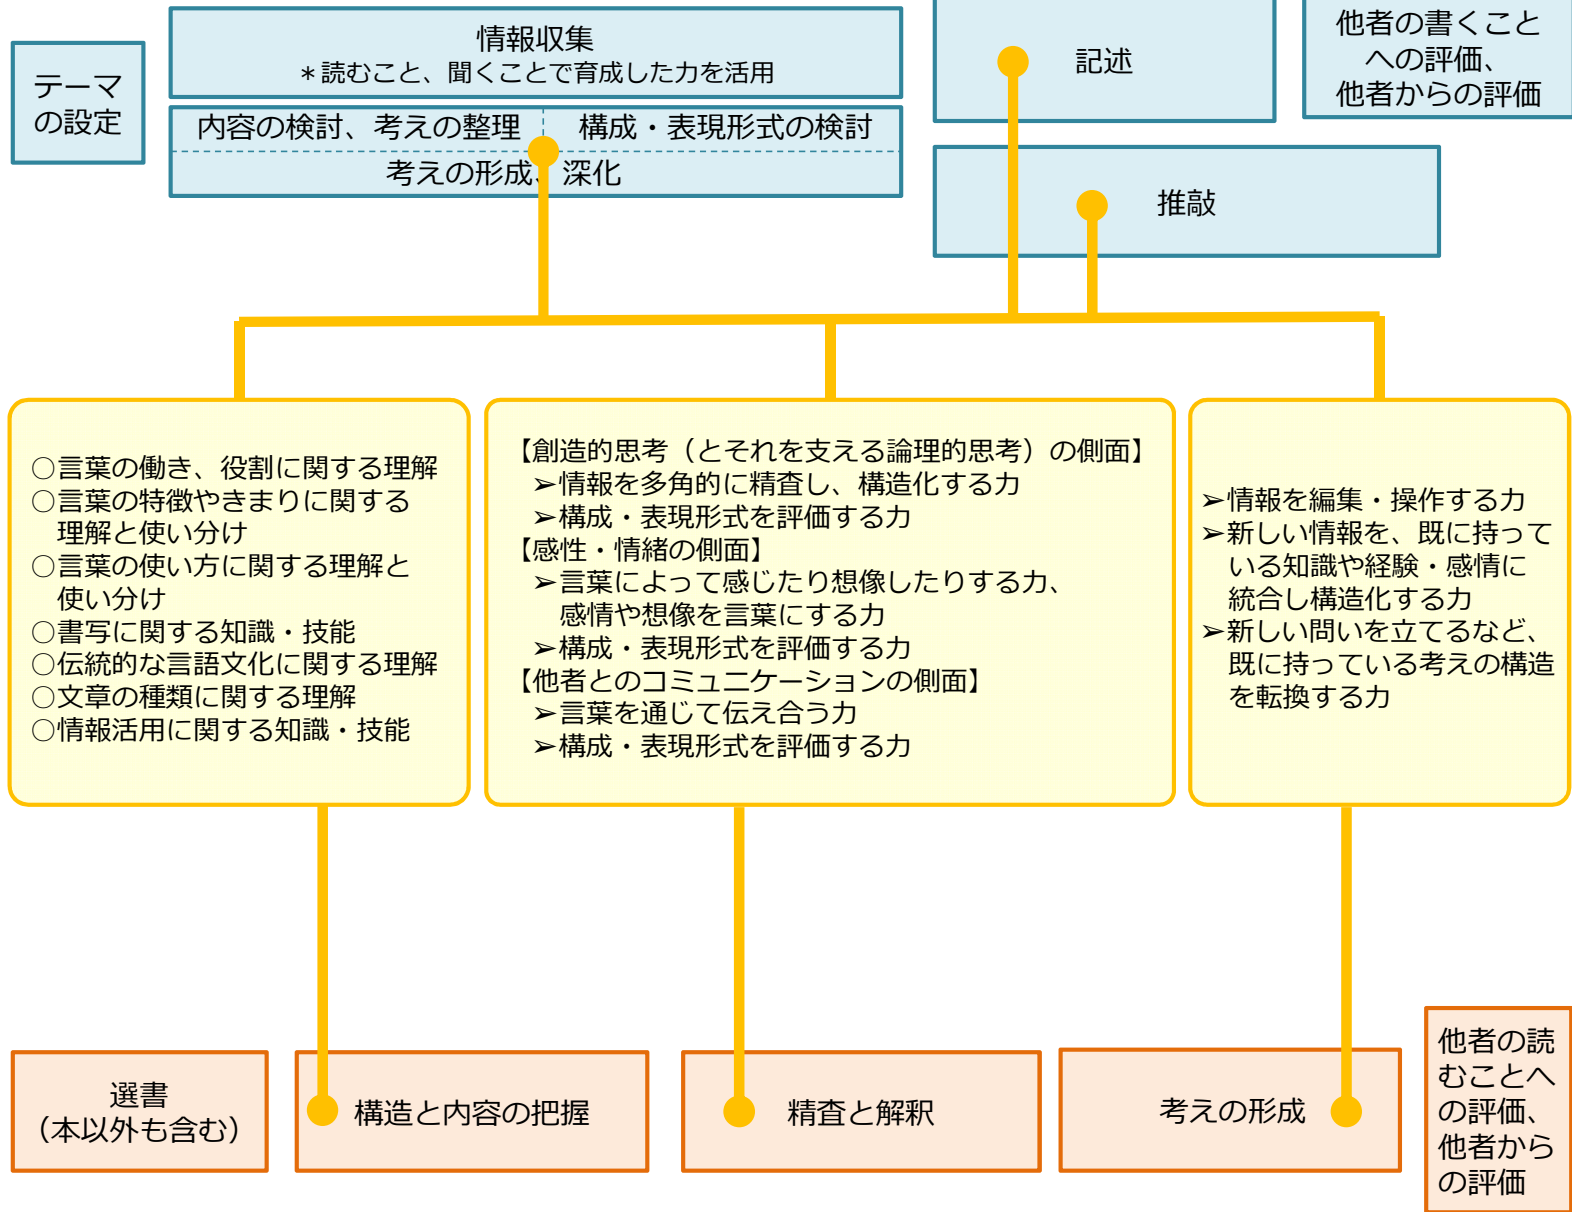 テーマ
の設定
情報収集
＊読むこと、聞くことで育成した力を活用
内容の検討、考えの整理
構成・表現形式の検討
考えの形成、深化
記述
他者の書くこと
への評価、
他者からの評価
推敲
○言葉の働き、役割に関する理解
○言葉の特徴やきまりに関する
理解と使い分け
○言葉の使い方に関する理解と
使い分け
○書写に関する知識・技能
○伝統的な言語文化に関する理解
○文章の種類に関する理解
○情報活用に関する知識・技能
【創造的思考（とそれを支える論理的思考）の側面】
➢情報を多角的に精査し、構造化する力
➢構成・表現形式を評価する力
【感性・情緒の側面】
➢言葉によって感じたり想像したりする力、
感情や想像を言葉にする力
➢構成・表現形式を評価する力
【他者とのコミュニケーションの側面】
➢言葉を通じて伝え合う力
➢構成・表現形式を評価する力
➢情報を編集・操作する力
➢新しい情報を、既に持って
いる知識や経験・感情に
統合し構造化する力
➢新しい問いを立てるなど、
既に持っている考えの構造
を転換する力
選書
（本以外も含む）
構造と内容の把握
精査と解釈
考えの形成
他者の読
むことへ
の評価、
他者から
の評価